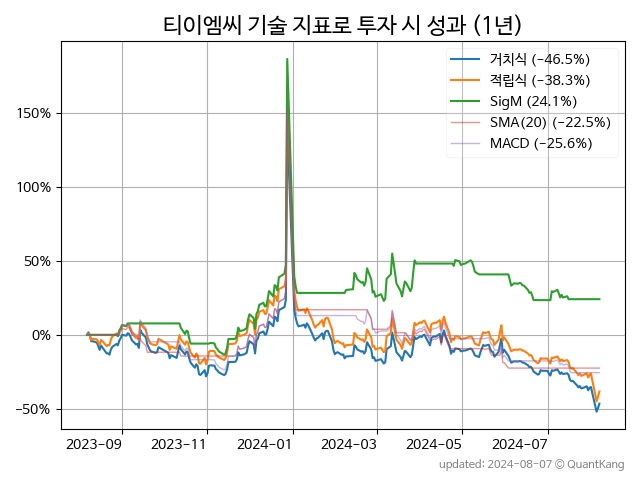 티이엠씨 기술 지표로 투자 시 성과 (1년)
거치식 (−46.5%)
적립식 (−38.3%)
SigM (24.1%)
SMA(20) (−22.5%)
MACD (−25.6%)
150%
100%
50%
0%
−50%
2023-09 2023-11 2024-01 2024-03 2024-05 2024-07
updated: 2024-08-07 © QuantKang